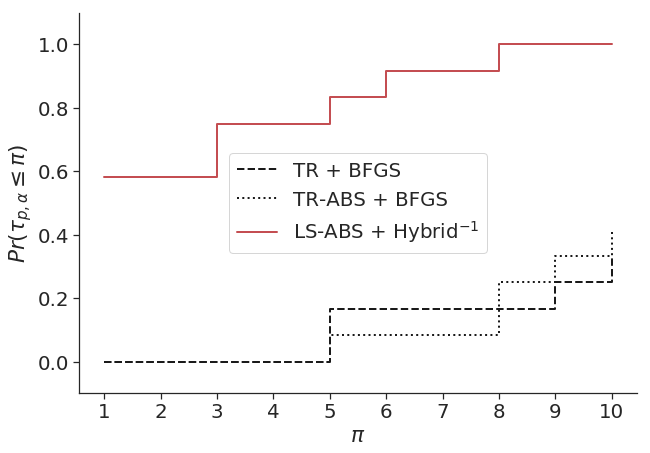 Pr(τ_{p, α} ≤ π)
1.0
0.8
0.6
0.4
0.2
0.0
TR + BFGS
TR-ABS + BFGS
LS-ABS + Hybrid⁻¹
1 2 3 4 5 6 7 8 9 10
π